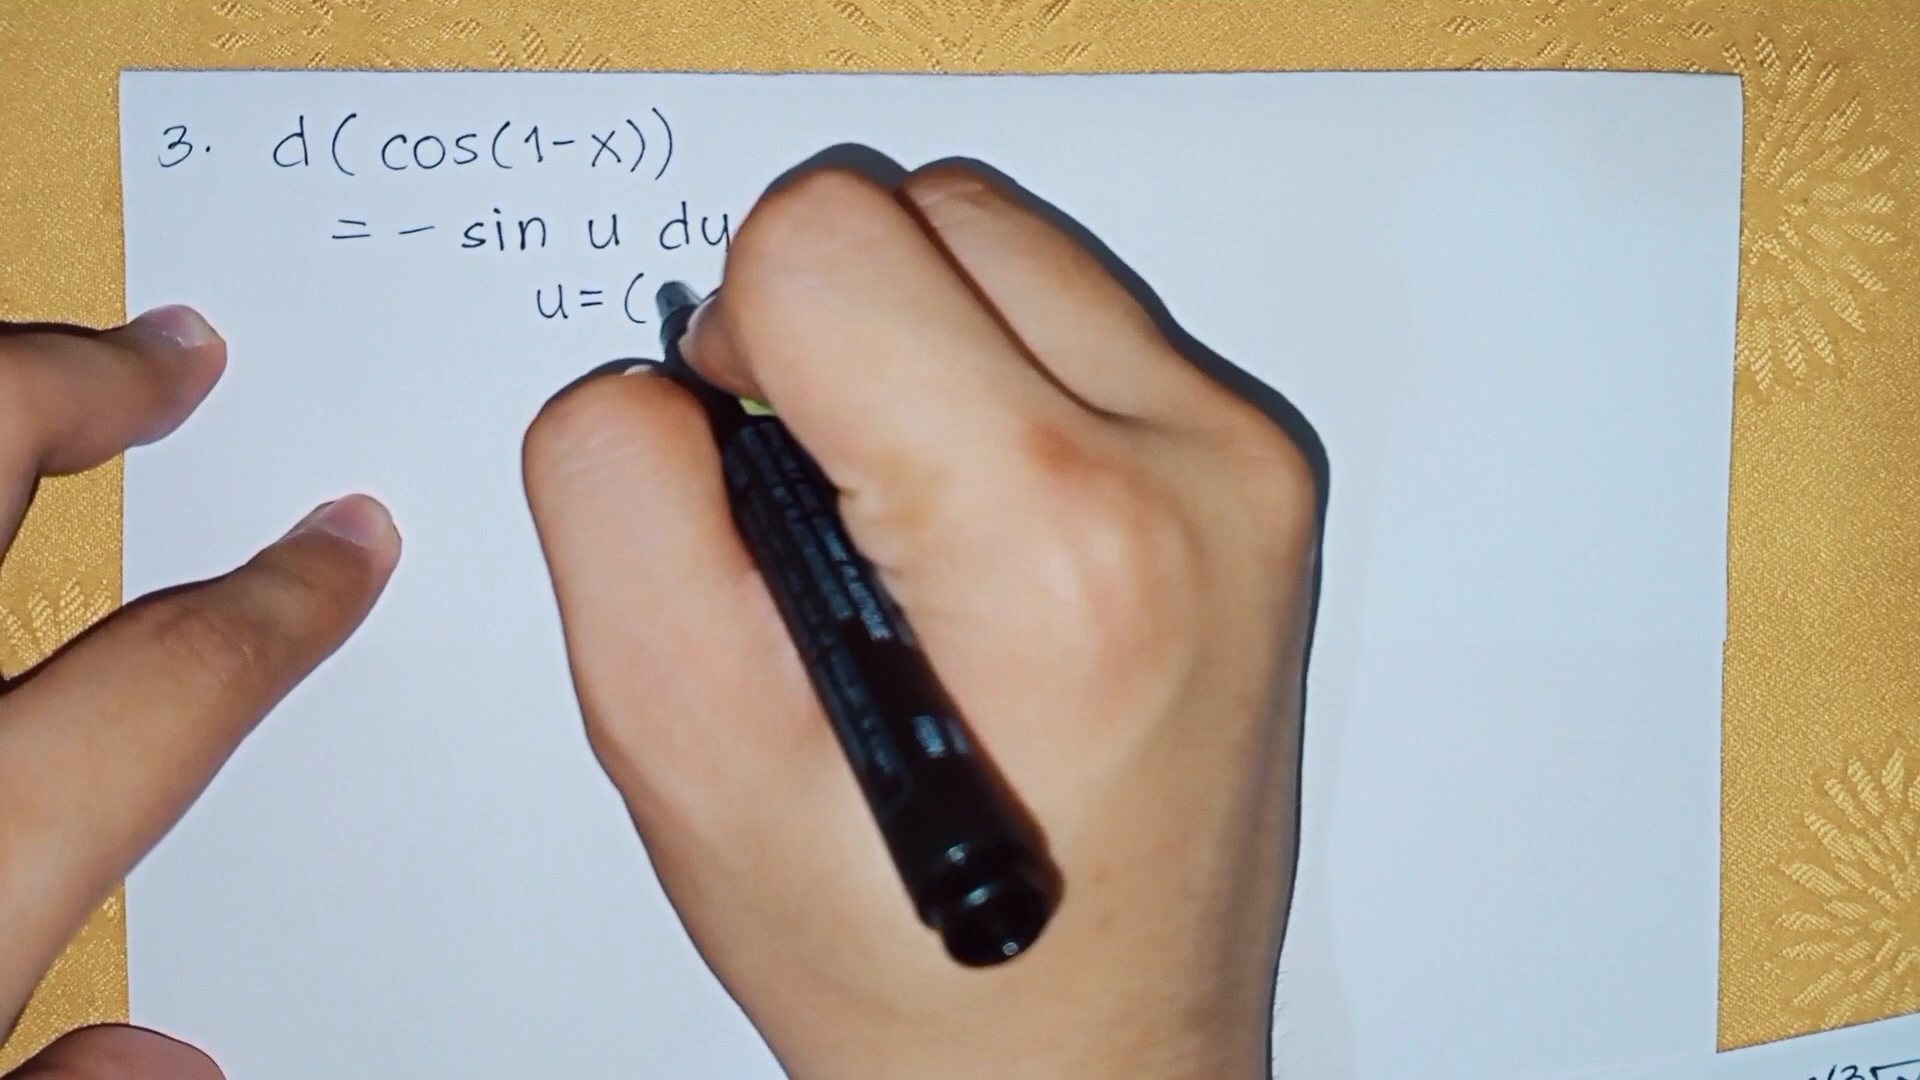 3. d(cos(1-x))
= - sin u du
u = (